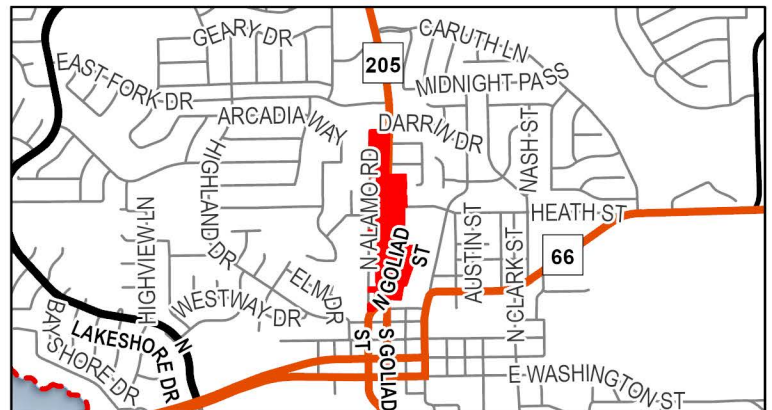 GEARY DR
CARUTH LN
205
EAST FORK DR
MIDNIGHT PASS
ARCADIA WAY
DARRIN DR
NASH ST
HIGHLAND DR
N ALAMO RD
HIGHVIEW LN
HEATH ST
N GOLIAD ST
AUSTIN ST
66
N CLARK ST
ELM DR
WESTWAY DR
BAY SHORE DR
N LAKESHORE DR
ST
S GOLIAD
E WASHINGTON ST